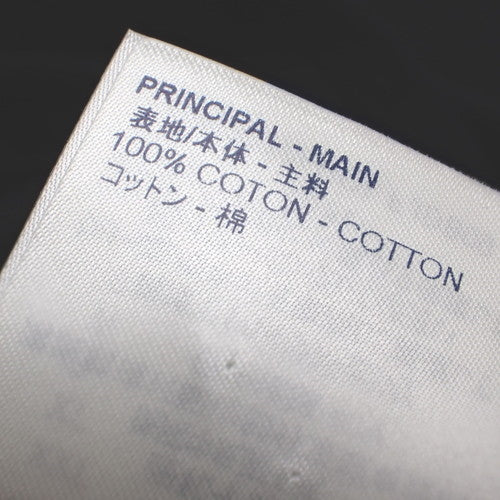 PRINCIPAL - MAIN
表地/本体 - 主料
100% COTON - COTTON
コットン - 棉